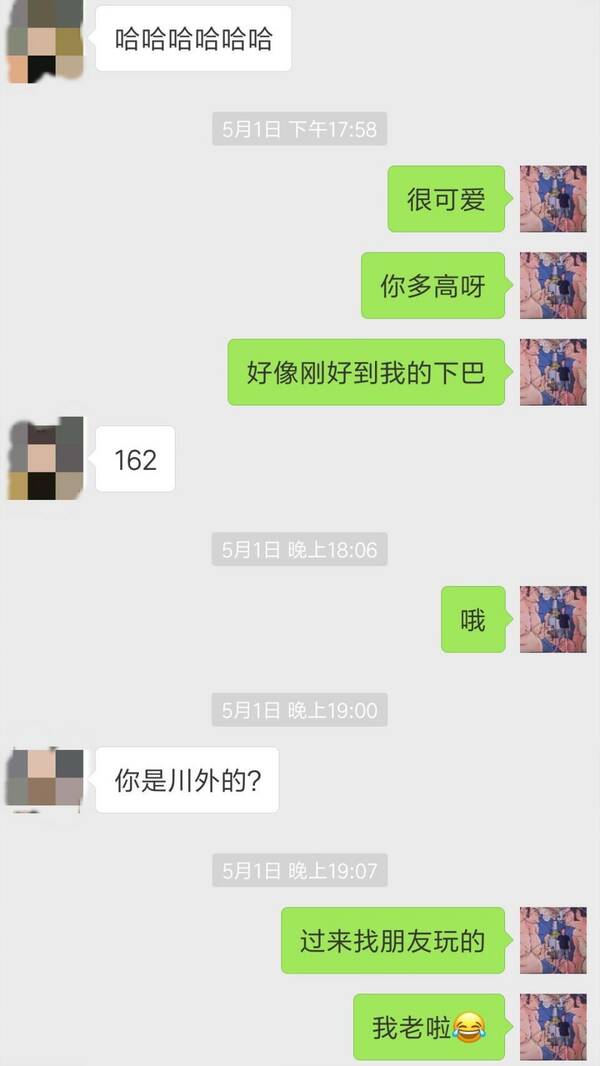 哈哈哈哈哈哈
5月1日 下午17:58
很可爱
你多高呀
好像刚好到我的下巴
162
5月1日 晚上18:06
哦
5月1日 晚上19:00
你是川外的?
5月1日 晚上19:07
过来找朋友玩的
我老啦😂